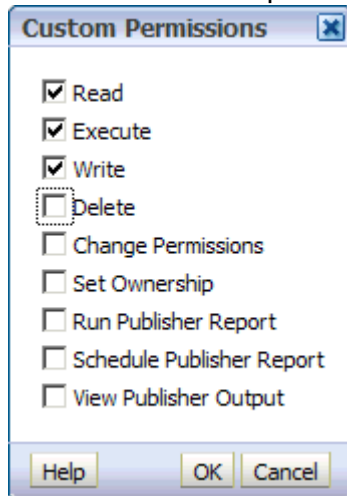 Custom Permissions
Read
Execute
Write
Delete
Change Permissions
Set Ownership
Run Publisher Report
Schedule Publisher Report
View Publisher Output
Help OK Cancel